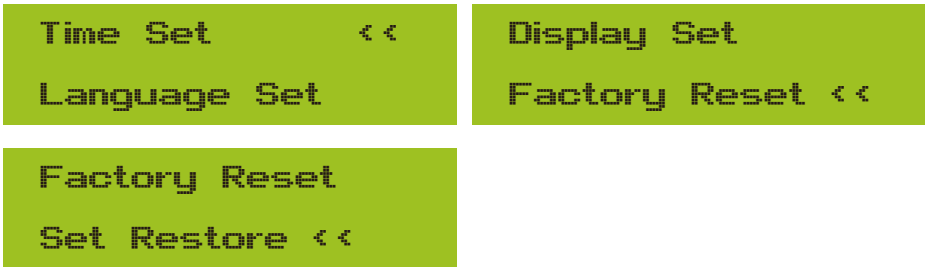 Time Set <<
Language Set
Display Set
Factory Reset <<
Factory Reset
Set Restore <<